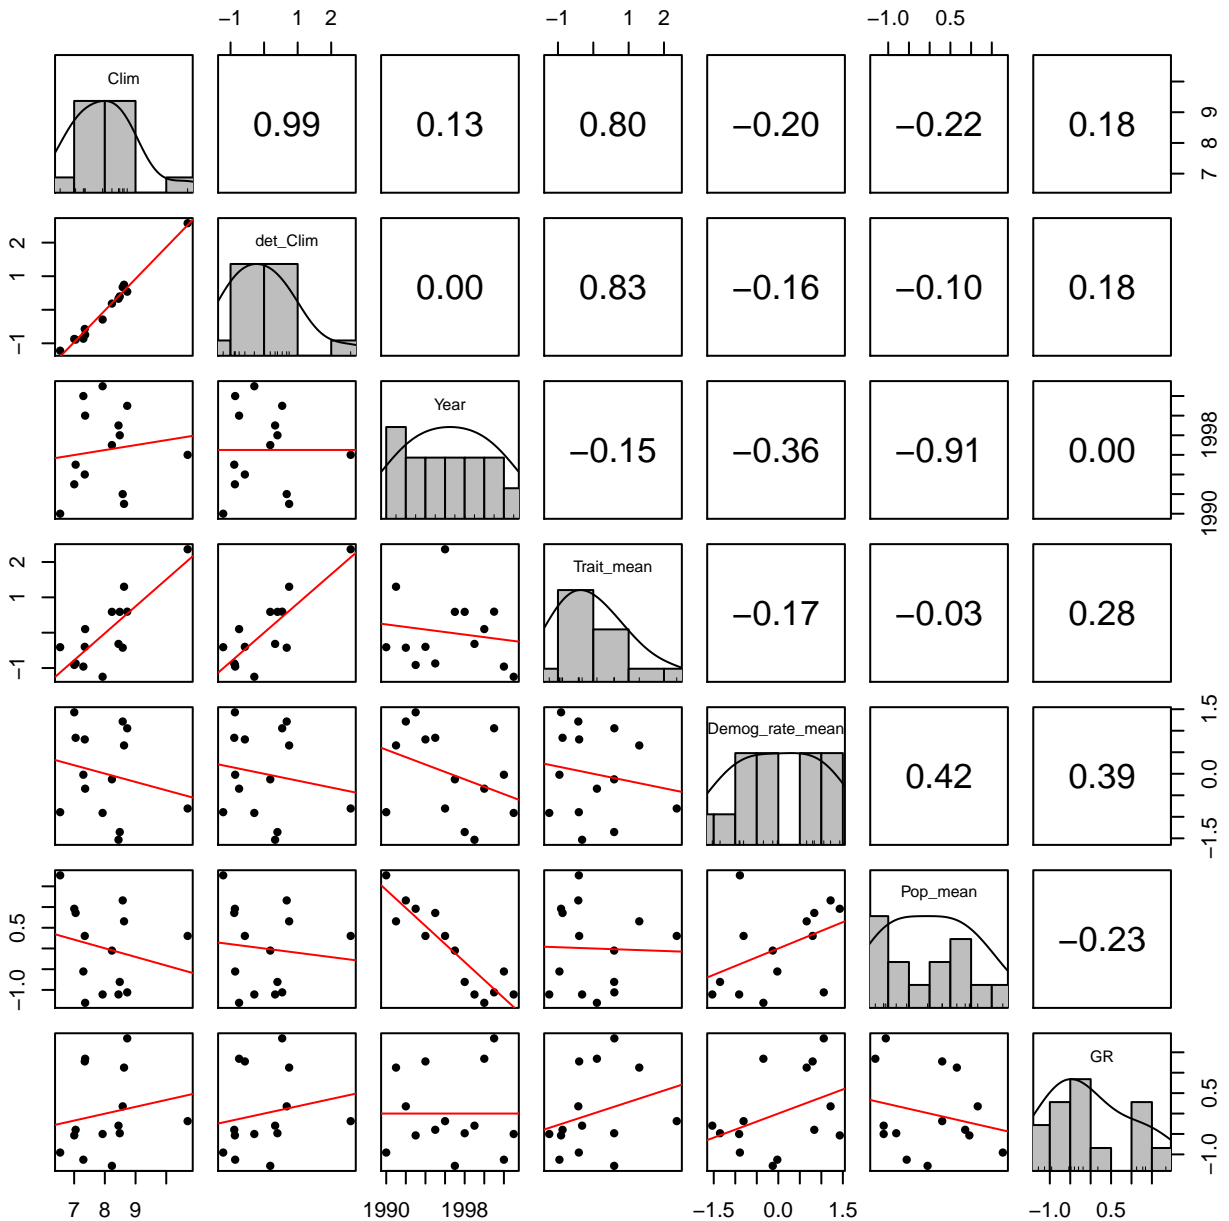 −1 1 2 −1 1 2 −1.0 0.5
Clim 0.99 0.13 0.80 −0.20 −0.22 0.18 7 8 9
−1 1 2 det_Clim 0.00 0.83 −0.16 −0.10 0.18
Year −0.15 −0.36 −0.91 0.00 1990 1998
−1 1 2 Trait_mean −0.17 −0.03 0.28
Demog_rate_mean 0.42 0.39 −1.5 0.0 1.5
−1.0 0.5 Pop_mean −0.23
GR −1.0 0.5
7 8 9 1990 1998 −1.5 0.0 1.5 −1.0 0.5